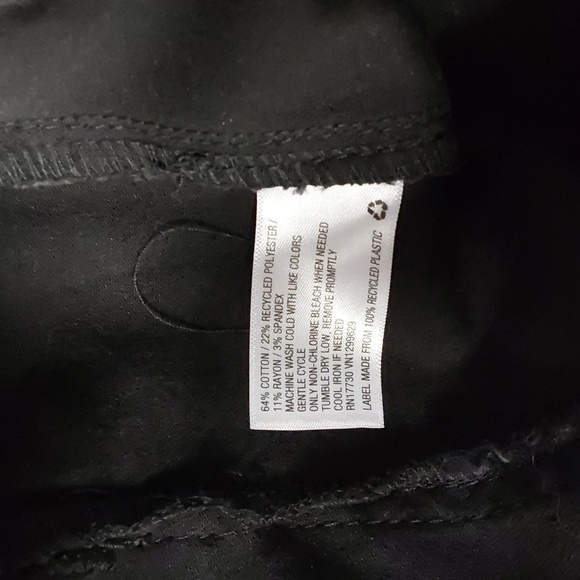 64% COTTON / 22% RECYCLED POLYESTER /
11% RAYON / 3% SPANDEX
MACHINE WASH COLD WITH LIKE COLORS
GENTLE CYCLE
ONLY NON-CHLORINE BLEACH WHEN NEEDED
TUMBLE DRY LOW, REMOVE PROMPTLY
COOL IRON IF NEEDED
RN17730 VN1299629
LABEL MADE FROM 100% RECYCLED PLASTIC